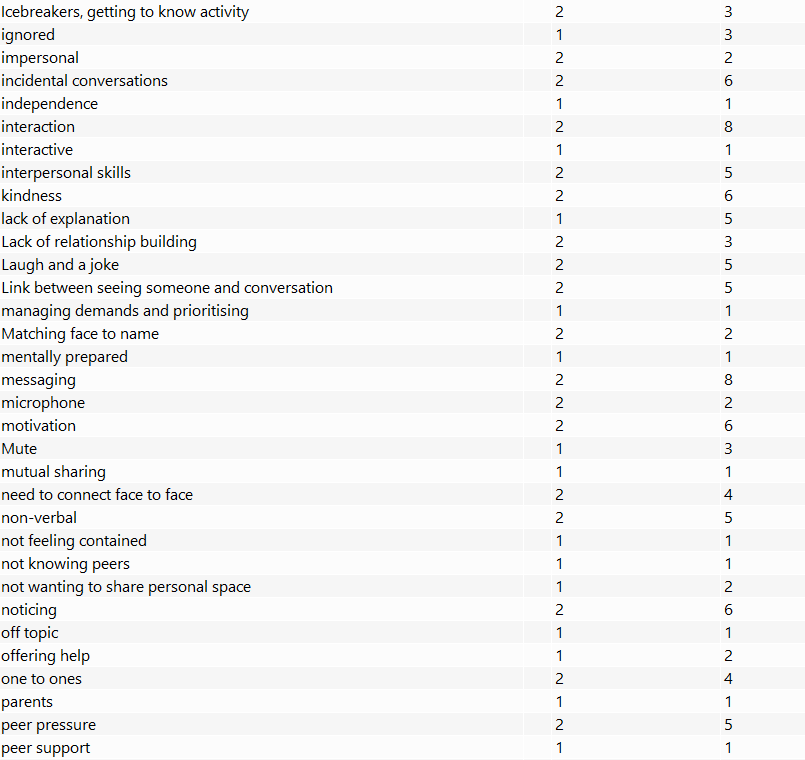 Icebreakers, getting to know activity 2 3
ignored 1 3
impersonal 2 2
incidental conversations 2 6
independence 1 1
interaction 2 8
interactive 1 1
interpersonal skills 2 5
kindness 2 6
lack of explanation 1 5
Lack of relationship building 2 3
Laugh and a joke 2 5
Link between seeing someone and conversation 2 5
managing demands and prioritising 1 1
Matching face to name 2 2
mentally prepared 1 1
messaging 2 8
microphone 2 2
motivation 2 6
Mute 1 3
mutual sharing 1 1
need to connect face to face 2 4
non-verbal 2 5
not feeling contained 1 1
not knowing peers 1 1
not wanting to share personal space 1 2
noticing 2 6
off topic 1 1
offering help 1 2
one to ones 2 4
parents 1 1
peer pressure 2 5
peer support 1 1